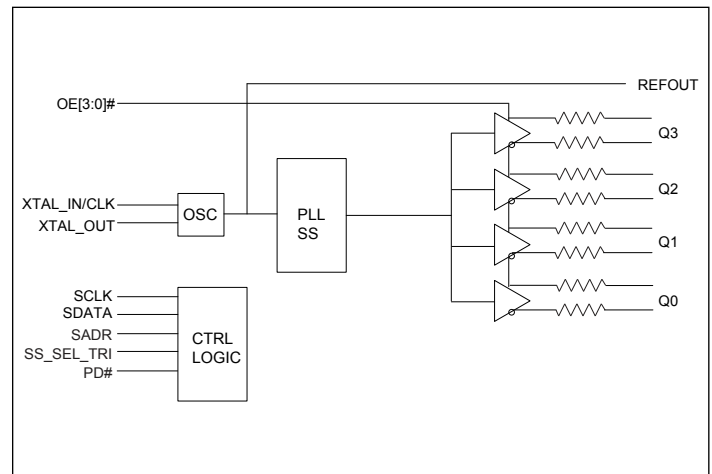 REFOUT
OE[3:0]#
Q3
Q2
XTAL_IN/CLK
XTAL_OUT
OSC
PLL
SS
Q1
SCLK
SDATA
SADR
SS_SEL_TRI
PD#
CTRL
LOGIC
Q0